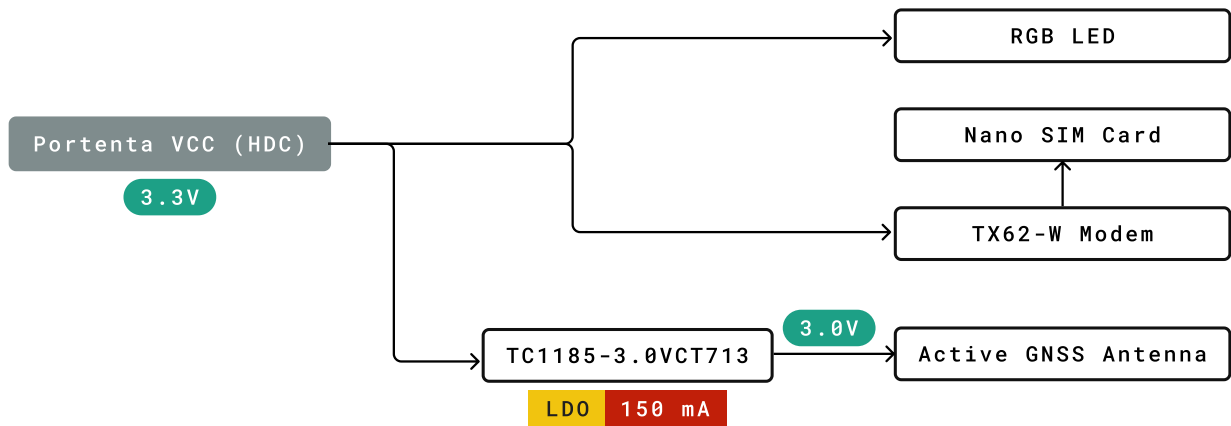 RGB LED
Portenta VCC (HDC)
3.3V
Nano SIM Card
TX62-W Modem
TC1185-3.0VCT713
LDO 150 mA
3.0V
Active GNSS Antenna